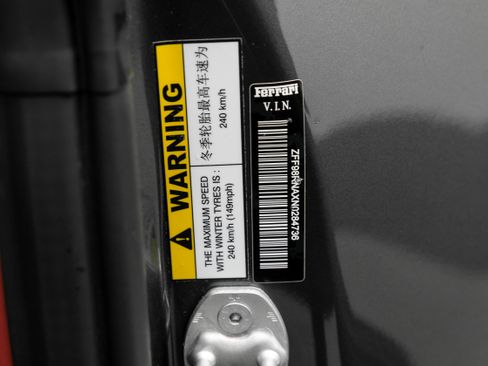 WARNING
冬季轮胎最高车速为
240 km/h
THE MAXIMUM SPEED
WITH WINTER TYRES IS :
240 km/h (149mph)
Ferrari
V.I.N.
ZFF98RNAXN0284736